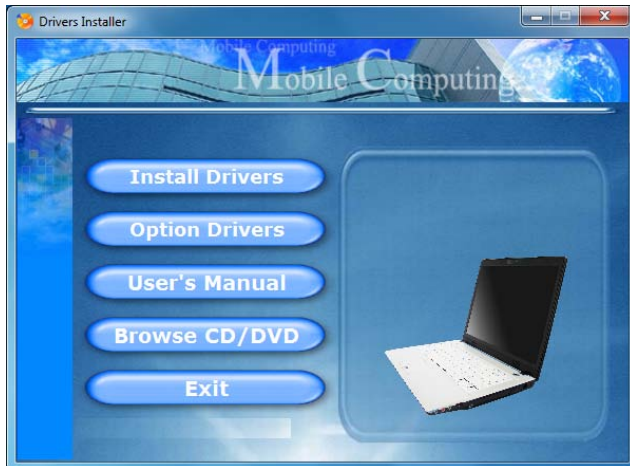 Drivers Installer
Mobile Computing
Mobile Computing
Install Drivers
Option Drivers
User's Manual
Browse CD/DVD
Exit